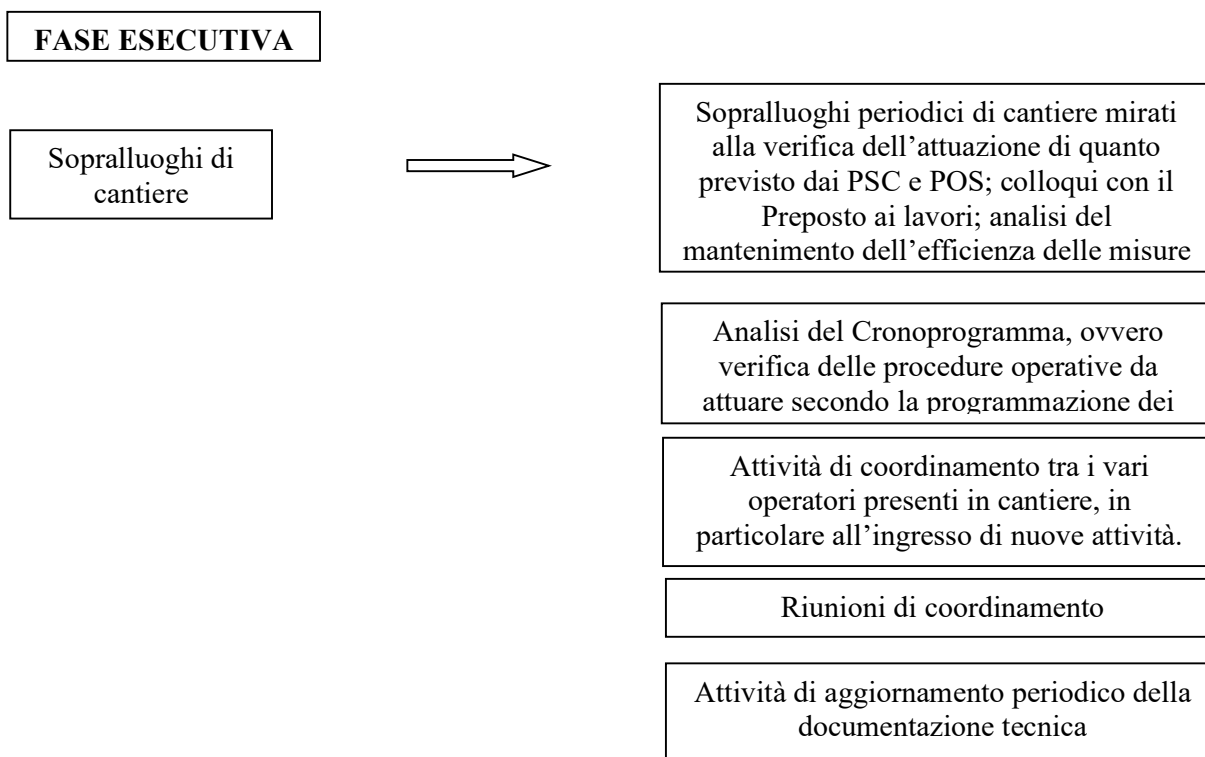 FASE ESECUTIVA
Sopralluoghi di
cantiere
Sopralluoghi periodici di cantiere mirati
alla verifica dell’attuazione di quanto
previsto dai PSC e POS; colloqui con il
Preposto ai lavori; analisi del
mantenimento dell’efficienza delle misure
Analisi del Cronoprogramma, ovvero
verifica delle procedure operative da
attuare secondo la programmazione dei
Attività di coordinamento tra i vari
operatori presenti in cantiere, in
particolare all’ingresso di nuove attività.
Riunioni di coordinamento
Attività di aggiornamento periodico della
documentazione tecnica